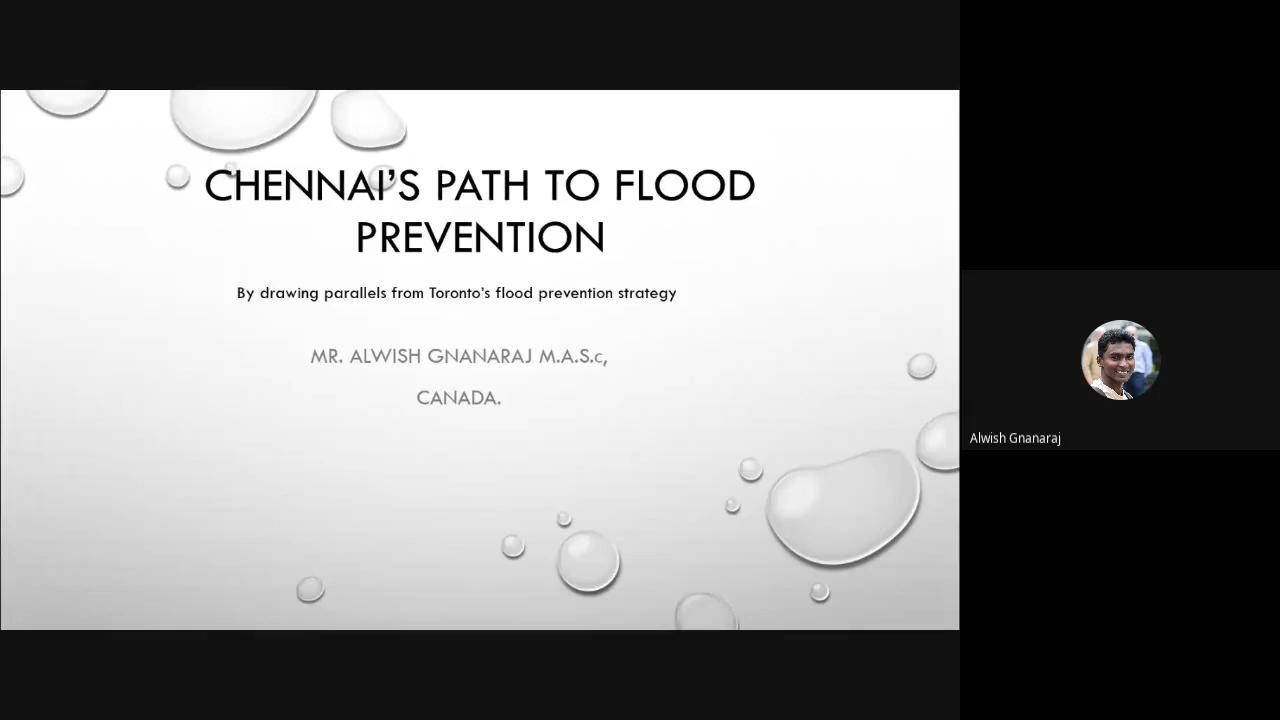 CHENNAI’S PATH TO FLOOD
PREVENTION
By drawing parallels from Toronto’s flood prevention strategy
MR. ALWISH GNANARAJ M.A.S.c,
CANADA.
Alwish Gnanaraj